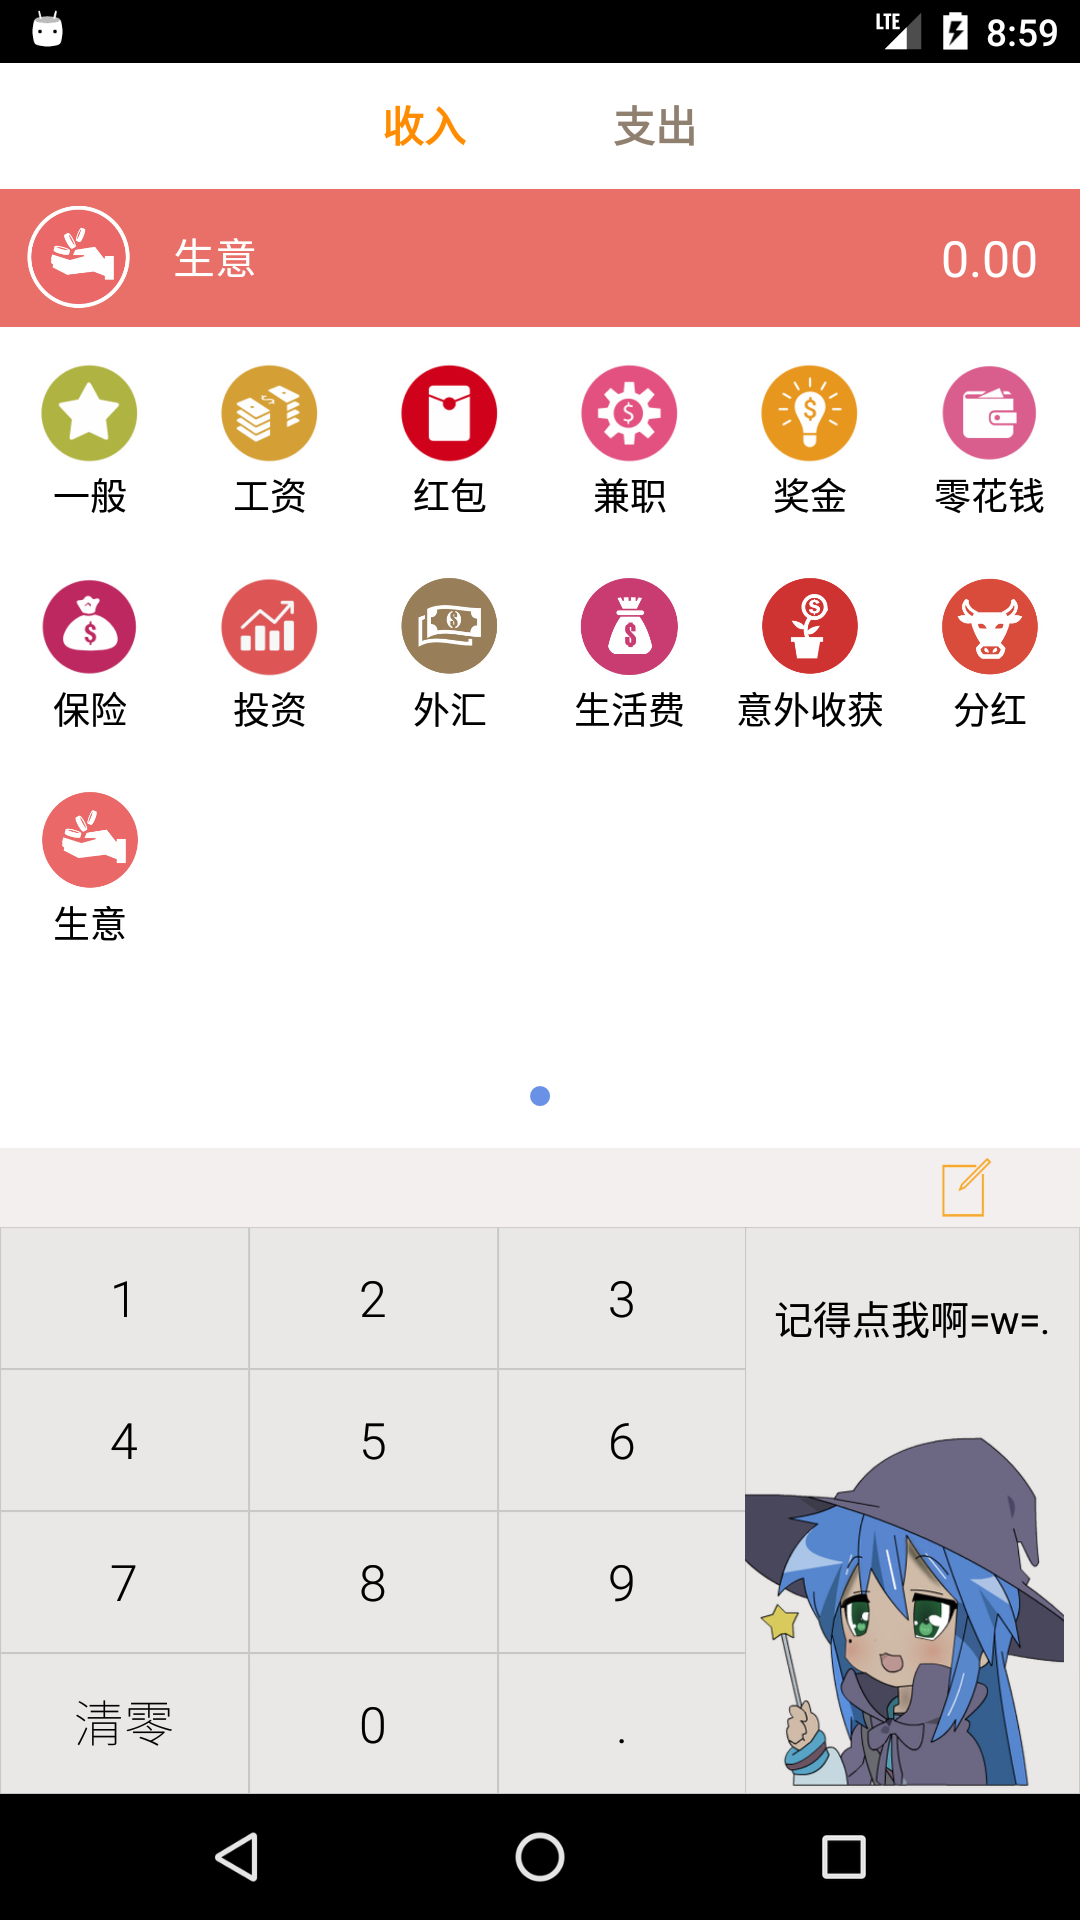 LTE 8:59
收入 支出
生意 0.00
一般 工资 红包 兼职 奖金 零花钱
保险 投资 外汇 生活费 意外收获 分红
生意
1 2 3
记得点我啊=w=.
4 5 6
7 8 9
清零 0 .